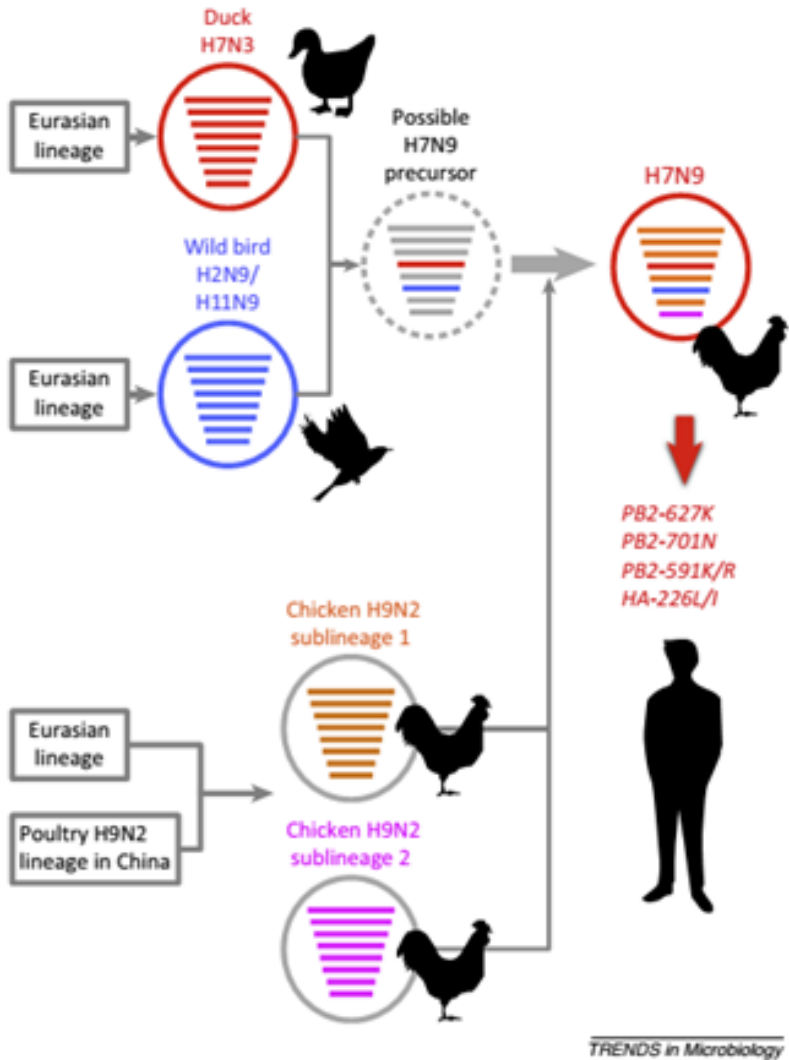 Duck
H7N3
Eurasian
lineage
Possible
H7N9
precursor
H7N9
Wild bird
H2N9/
H11N9
Eurasian
lineage
PB2-627K
PB2-701N
PB2-591K/R
HA-226L/I
Chicken H9N2
sublineage 1
Eurasian
lineage
Poultry H9N2
lineage in China
Chicken H9N2
sublineage 2
TRENDS in Microbiology